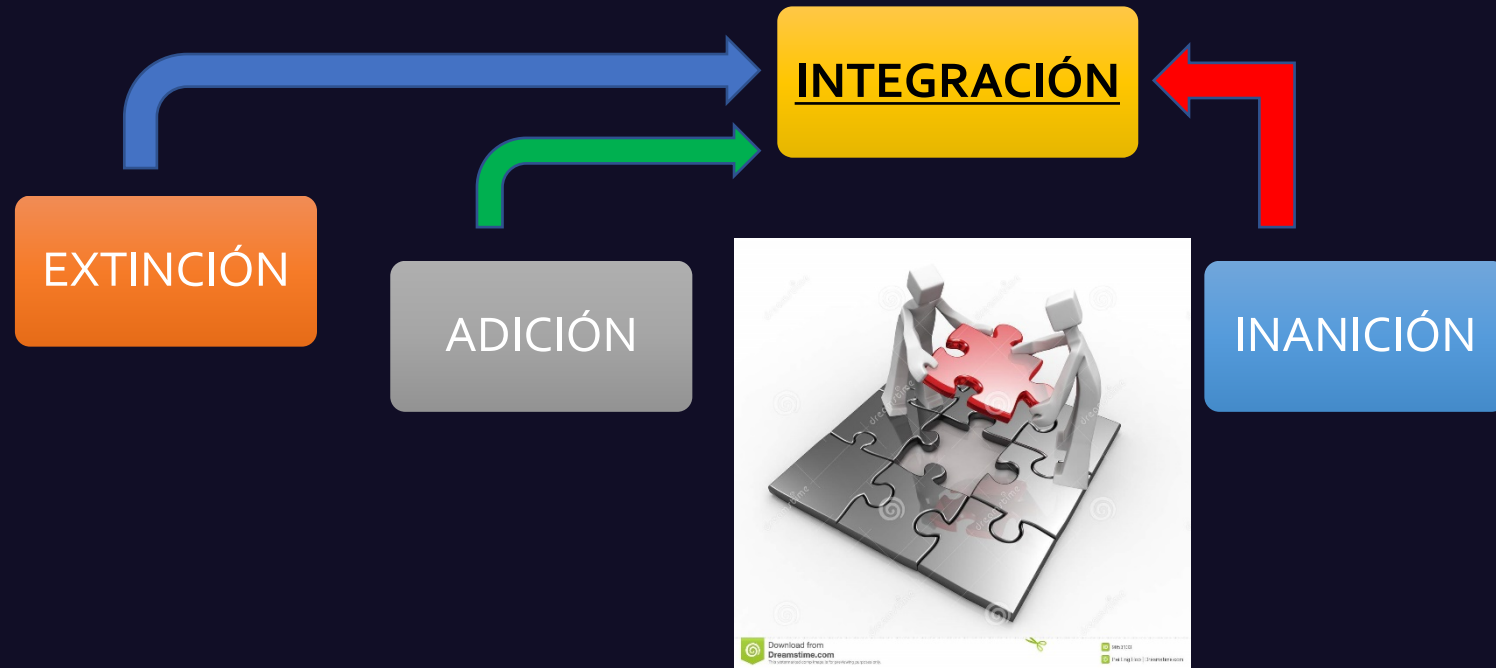 INTEGRACIÓN
EXTINCIÓN
ADICIÓN
INANICIÓN
Download from
Dreamstime.com